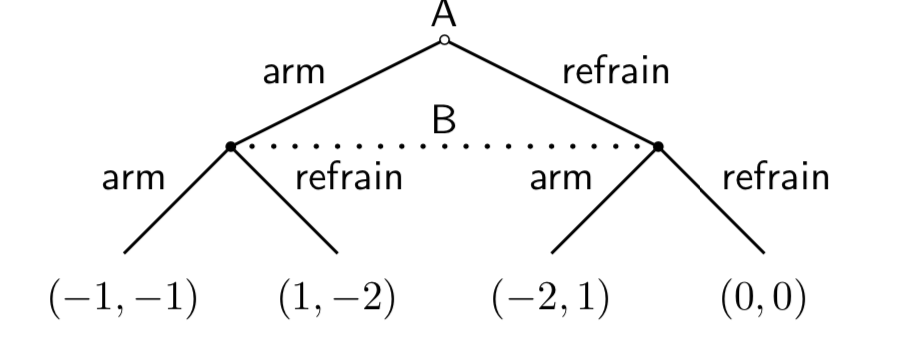 A
arm refrain
B
arm refrain arm refrain
(−1, −1) (1, −2) (−2, 1) (0, 0)